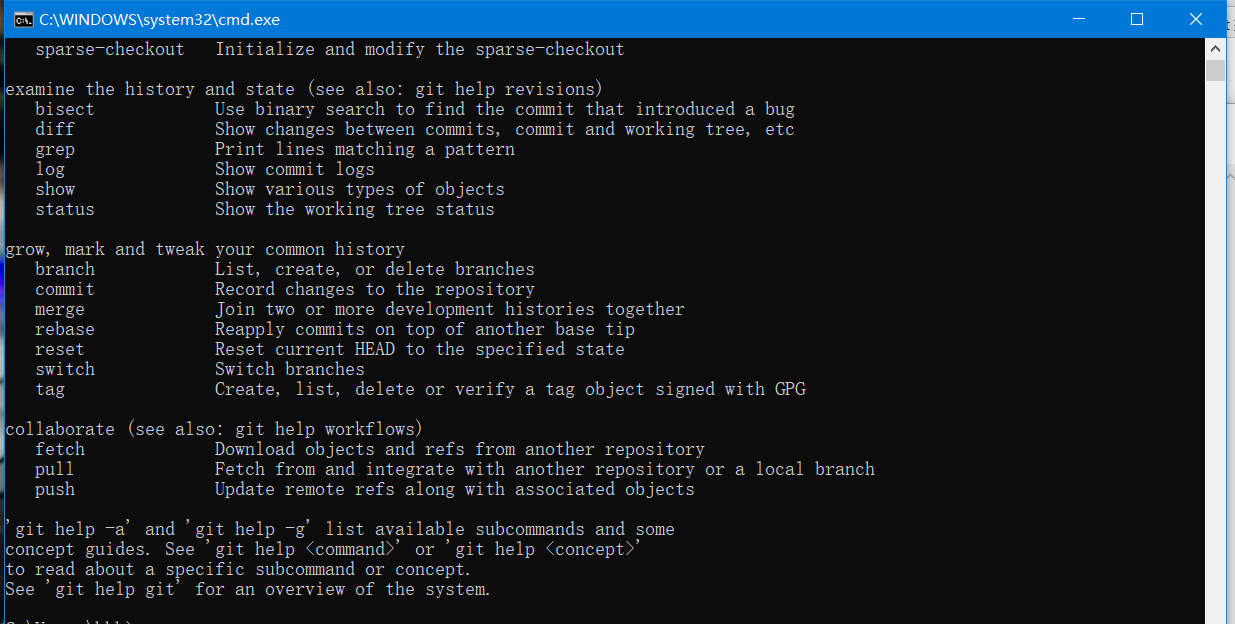 C:\WINDOWS\system32\cmd.exe
sparse-checkout   Initialize and modify the sparse-checkout
examine the history and state (see also: git help revisions)
bisect            Use binary search to find the commit that introduced a bug
diff              Show changes between commits, commit and working tree, etc
grep              Print lines matching a pattern
log               Show commit logs
show              Show various types of objects
status            Show the working tree status
grow, mark and tweak your common history
branch            List, create, or delete branches
commit            Record changes to the repository
merge             Join two or more development histories together
rebase            Reapply commits on top of another base tip
reset             Reset current HEAD to the specified state
switch            Switch branches
tag               Create, list, delete or verify a tag object signed with GPG
collaborate (see also: git help workflows)
fetch             Download objects and refs from another repository
pull              Fetch from and integrate with another repository or a local branch
push              Update remote refs along with associated objects
'git help -a' and 'git help -g' list available subcommands and some
concept guides. See 'git help <command>' or 'git help <concept>'
to read about a specific subcommand or concept.
See 'git help git' for an overview of the system.